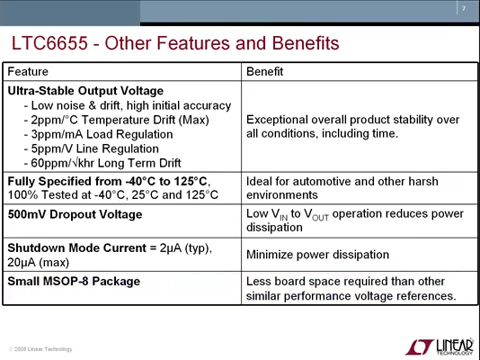 7
LTC6655 - Other Features and Benefits
Feature
Benefit
Ultra-Stable Output Voltage
- Low noise & drift, high initial accuracy
- 2ppm/°C Temperature Drift (Max)
- 3ppm/mA Load Regulation
- 5ppm/V Line Regulation
- 60ppm/√khr Long Term Drift
Exceptional overall product stability over
all conditions, including time.
Fully Specified from -40°C to 125°C,
100% Tested at -40°C, 25°C and 125°C
Ideal for automotive and other harsh
environments
500mV Dropout Voltage
Low VIN to VOUT operation reduces power
dissipation
Shutdown Mode Current = 2µA (typ),
20µA (max)
Minimize power dissipation
Small MSOP-8 Package
Less board space required than other
similar performance voltage references.
© 2009 Linear Technology
LINEAR
TECHNOLOGY